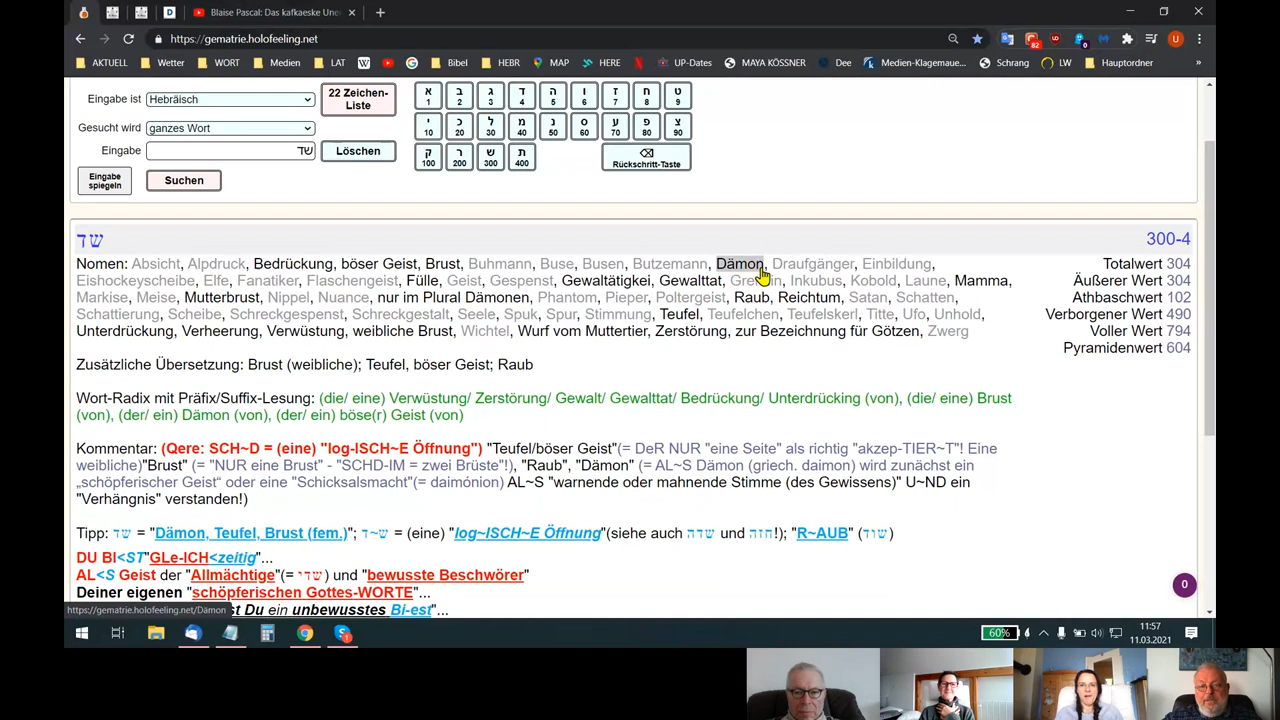 Blaise Pascal: Das kafkaeske Une
https://gematrie.holofeeling.net
82
0
U
AKTUELL Wetter WORT Medien LAT Bibel HEBR MAP HERE UP-Dates MAYA KÖSSNER Dee Medien-Klagemaue... Schrang LW Hauptordner »
Eingabe ist Hebräisch
22 Zeichen-Liste
Gesucht wird ganzes Wort
Eingabe שד Löschen
Eingabe spiegeln Suchen
א ב ג ד ה ו ז ח ט
1 2 3 4 5 6 7 8 9
י כ ל מ נ ס ע פ צ
10 20 30 40 50 60 70 80 90
ק ר ש ת
100 200 300 400
Rückschritt-Taste
שד 300-4
Nomen: Absicht, Alpdruck, Bedrückung, böser Geist, Brust, Buhmann, Buse, Busen, Butzemann, Dämon, Draufgänger, Einbildung,
Eishockeyscheibe, Elfe, Fanatiker, Flaschengeist, Fülle, Geist, Gespenst, Gewaltätigkei, Gewalttat, Inkubus, Kobold, Laune, Mamma,
Markise, Meise, Mutterbrust, Nippel, Nuance, nur im Plural Dämonen, Phantom, Pieper, Poltergeist, Raub, Reichtum, Satan, Schatten,
Schattierung, Scheibe, Schreckgespenst, Schreckgestalt, Seele, Spuk, Spur, Stimmung, Teufel, Teufelchen, Teufelskerl, Titte, Ufo, Unhold,
Unterdrückung, Verheerung, Verwüstung, weibliche Brust, Wichtel, Wurf vom Muttertier, Zerstörung, zur Bezeichnung für Götzen, Zwerg
Totalwert 304
Äußerer Wert 304
Athbaschwert 102
Verborgener Wert 490
Voller Wert 794
Pyramidenwert 604
Zusätzliche Übersetzung: Brust (weibliche); Teufel, böser Geist; Raub
Wort-Radix mit Präfix/Suffix-Lesung: (die/ eine) Verwüstung/ Zerstörung/ Gewalt/ Gewalttat/ Bedrückung/ Unterdrücking (von), (die/ eine) Brust
(von), (der/ ein) Dämon (von), (der/ ein) böse(r) Geist (von)
Kommentar: (Qere: SCH~D = (eine) "log-ISCH~E Öffnung") "Teufel/böser Geist"(= DeR NUR "eine Seite" als richtig "akzep-TIER~T"! Eine
weibliche)"Brust" (= "NUR eine Brust" - "SCHD-IM = zwei Brüste"!), "Raub", "Dämon" (= AL~S Dämon (griech. daimon) wird zunächst ein
„schöpferischer Geist“ oder eine "Schicksalsmacht"(= daimónion) AL~S "warnende oder mahnende Stimme (des Gewissens)" U~ND ein
"Verhängnis" verstanden!)
Tipp: שד = "Dämon, Teufel, Brust (fem.)"; ש~ד = (eine) "log~ISCH~E Öffnung"(siehe auch שדה und חזה!); "R~AUB" (שוד)
DU BI<ST"GLe-ICH<zeitig"...
AL<S Geist der "Allmächtige"(= שדי) und "bewusste Beschwörer"
Deiner eigenen "schöpferischen Gottes-WORTE"...
https://gematrie.holofeeling.net/Dämon st Du ein unbewusstes Bi-est"...
0
60% 11:57
11.03.2021